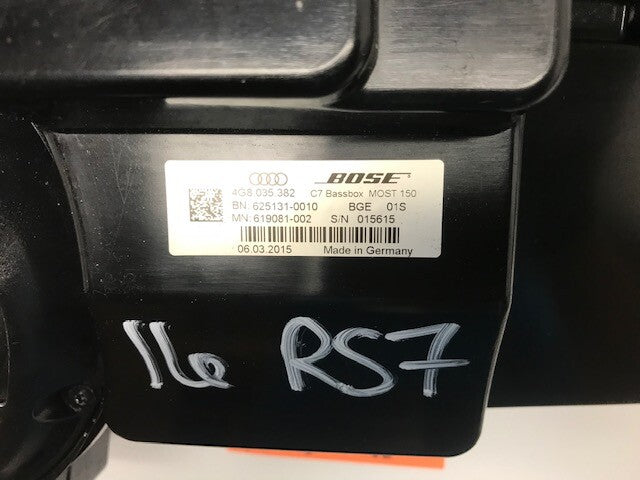 BOSE
4G8.035.382 C7 Bassbox MOST 150
BN: 625131-0010 BGE 01S
MN: 619081-002 S/N 015615
06.03.2015 Made in Germany
16 RS7